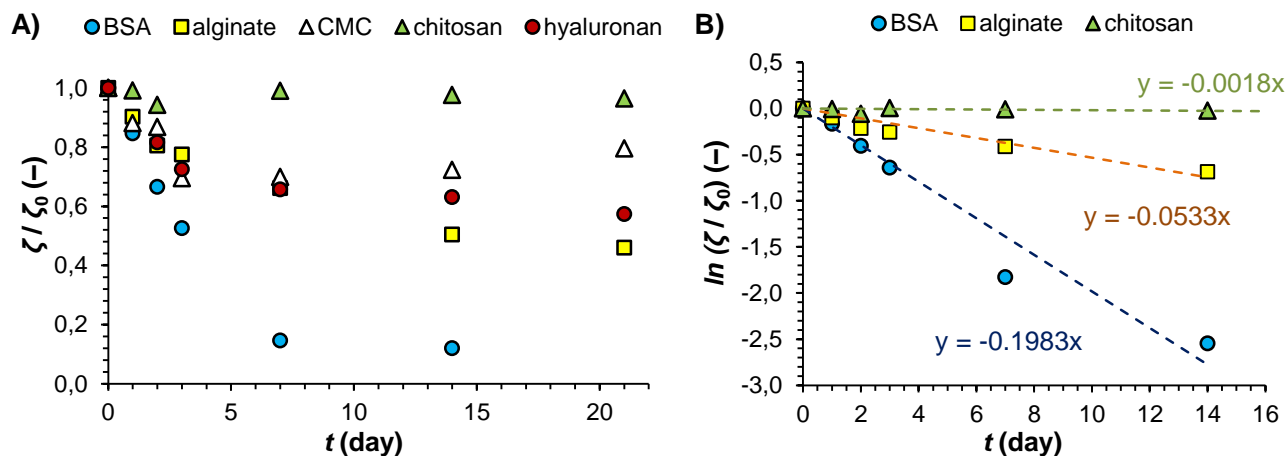 A)
BSA alginate CMC chitosan hyaluronan
1,0
0,8
0,6
0,4
0,2
0,0
ζ / ζ0 (–)
0 5 10 15 20
t (day)
B)
BSA alginate chitosan
0,5
0,0
-0,5
-1,0
-1,5
-2,0
-2,5
-3,0
ln (ζ / ζ0) (–)
y = -0.0018x
y = -0.0533x
y = -0.1983x
0 2 4 6 8 10 12 14 16
t (day)